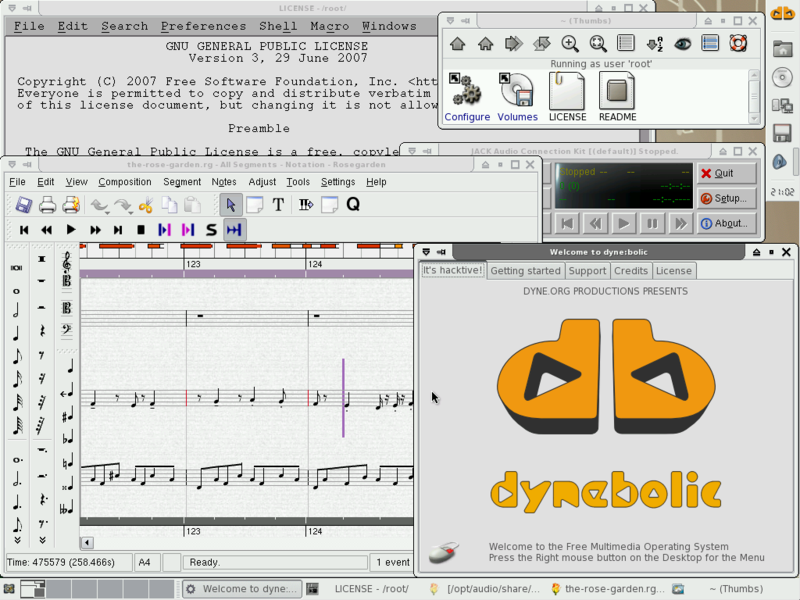 LICENSE - /root/
File Edit Search Preferences Shell Macro Windows
GNU GENERAL PUBLIC LICENSE
Version 3, 29 June 2007
Copyright (C) 2007 Free Software Foundation, Inc. <htt
Everyone is permitted to copy and distribute verbatim
of this license document, but changing it is not allow
Preamble
The GNU General Public License is a free, copyle
~ (Thumbs)
Running as user 'root'
Configure Volumes LICENSE README
JACK Audio Connection Kit [(default)] Stopped.
Stopped -- --
(0) --:--:--
--:--:--
Quit
Setup...
About...
21:02
the-rose-garden.rg - All Segments - Notation - Rosegarden
File Edit View Composition Segment Notes Adjust Tools Settings Help
T Q
S
123 124
123 124
Time: 475579 (258.466s) A4 Ready. 1 event
Welcome to dyne:bolic
It's hacktive! Getting started Support Credits License
DYNE.ORG PRODUCTIONS PRESENTS
dynebolic
Welcome to the Free Multimedia Operating System
Press the Right mouse button on the Desktop for the Menu
Welcome to dyne:... LICENSE - /root/ [/opt/audio/share/... the-rose-garden.rg... ~ (Thumbs)